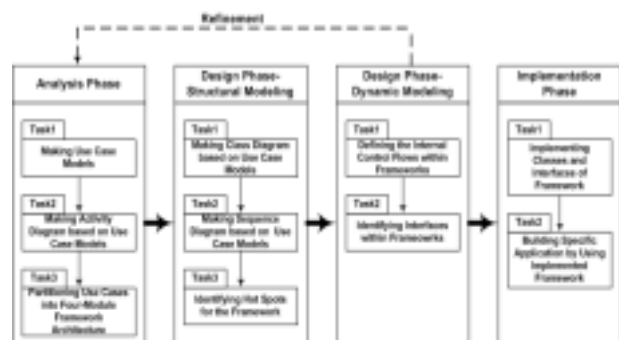 Refinement
Analysis Phase
Task1
Making Use Case
Models
Task2
Making Activity
Diagram based on Use
Case Models
Task3
Partitioning Use Cases
into Four-Module
Framework
Architecture
Design Phase-
Structural Modeling
Task1
Making Class Diagram
based on Use Case
Models
Task2
Making Sequence
Diagram based on Use
Case Models
Task3
Identifying Hot Spots
for the Framework
Design Phase-
Dynamic Modeling
Task1
Defining the Internal
Control Flows within
Frameworks
Task2
Identifying Interfaces
within Frameworks
Implementation
Phase
Task1
Implementing
Classes and
Interfaces of
Framework
Task2
Building Specific
Application by Using
Implemented
Framework